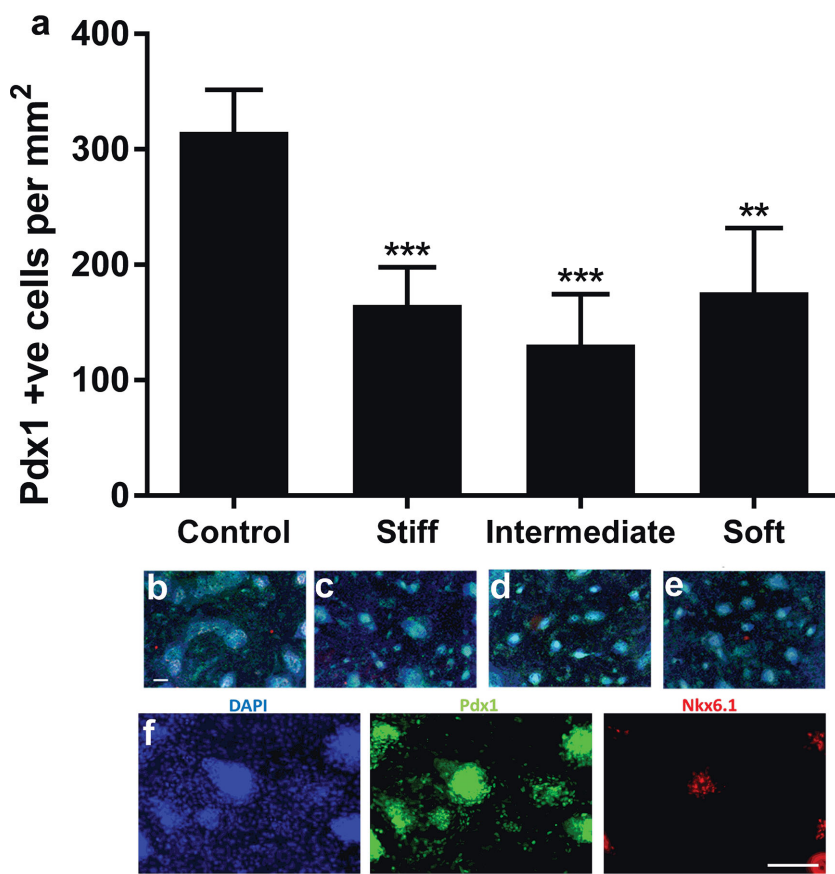 a
400
300
200
100
0
Pdx1 +ve cells per mm2
***
***
**
Control Stiff Intermediate Soft
b c d e
DAPI Pdx1 Nkx6.1
f